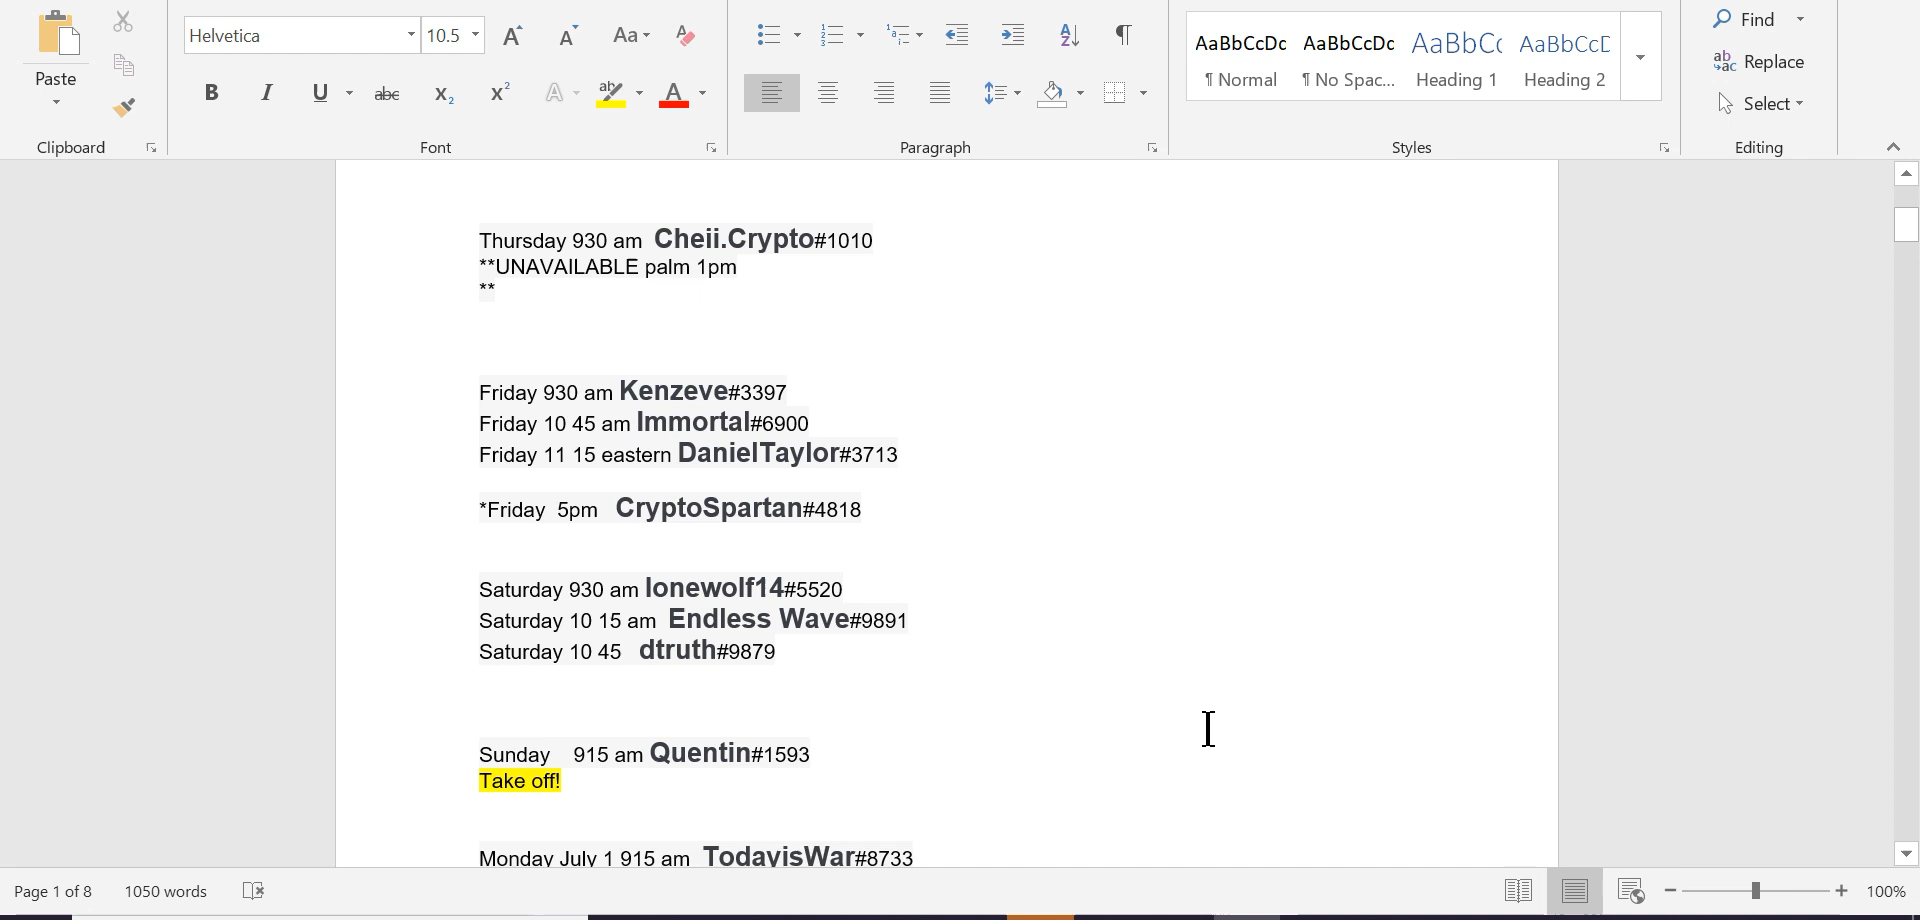 Helvetica
10.5
Aa
Paste
B I U abc X₂ X² A ab A
Clipboard
Font
Paragraph
AaBbCcDc AaBbCcDc AaBbCc AaBbCcD
¶ Normal ¶ No Spac... Heading 1 Heading 2
Styles
Find
Replace
Select
Editing
Thursday 930 am Cheii.Crypto#1010
**UNAVAILABLE palm 1pm
**
Friday 930 am Kenzeve#3397
Friday 10 45 am Immortal#6900
Friday 11 15 eastern DanielTaylor#3713
*Friday 5pm CryptoSpartan#4818
Saturday 930 am lonewolf14#5520
Saturday 10 15 am Endless Wave#9891
Saturday 10 45 dtruth#9879
Sunday 915 am Quentin#1593
Take off!
Monday July 1 915 am TodayisWar#8733
Page 1 of 8 1050 words 100%